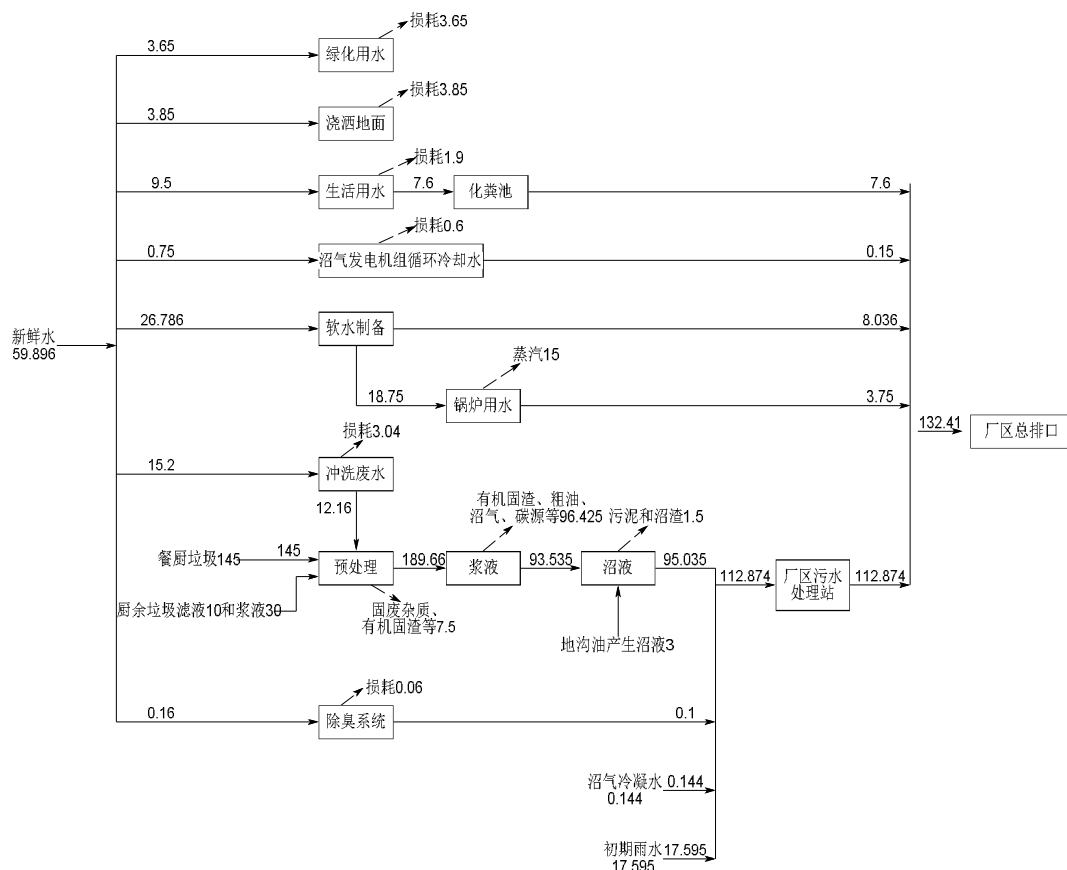 损耗3.65
3.65
绿化用水
损耗3.85
3.85
浇洒地面
损耗1.9
9.5
生活用水
7.6
化粪池
7.6
损耗0.6
0.75
沼气发电机组循环冷却水
0.15
新鲜水
59.896
26.786
软水制备
8.036
蒸汽15
18.75
锅炉用水
3.75
132.41
厂区总排口
损耗3.04
15.2
冲洗废水
12.16
有机固渣、粗油、
沼气、碳源等96.425
污泥和沼渣1.5
餐厨垃圾145
145
预处理
189.66
浆液
93.535
沼液
95.035
112.874
厂区污水
处理站
112.874
厨余垃圾滤液10和浆液30
固废杂质、
有机固渣等7.5
地沟油产生沼液3
损耗0.06
0.16
除臭系统
0.1
沼气冷凝水
0.144
0.144
初期雨水
17.595
17.595